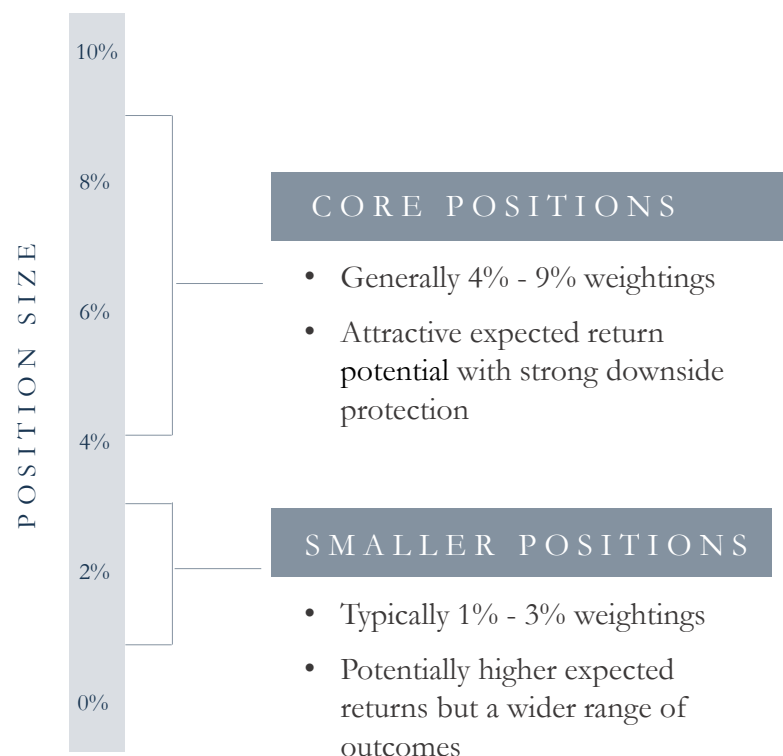 POSITION SIZE
10%
8%
6%
4%
2%
0%
CORE POSITIONS
• Generally 4% - 9% weightings
• Attractive expected return
potential with strong downside
protection
SMALLER POSITIONS
• Typically 1% - 3% weightings
• Potentially higher expected
returns but a wider range of
outcomes